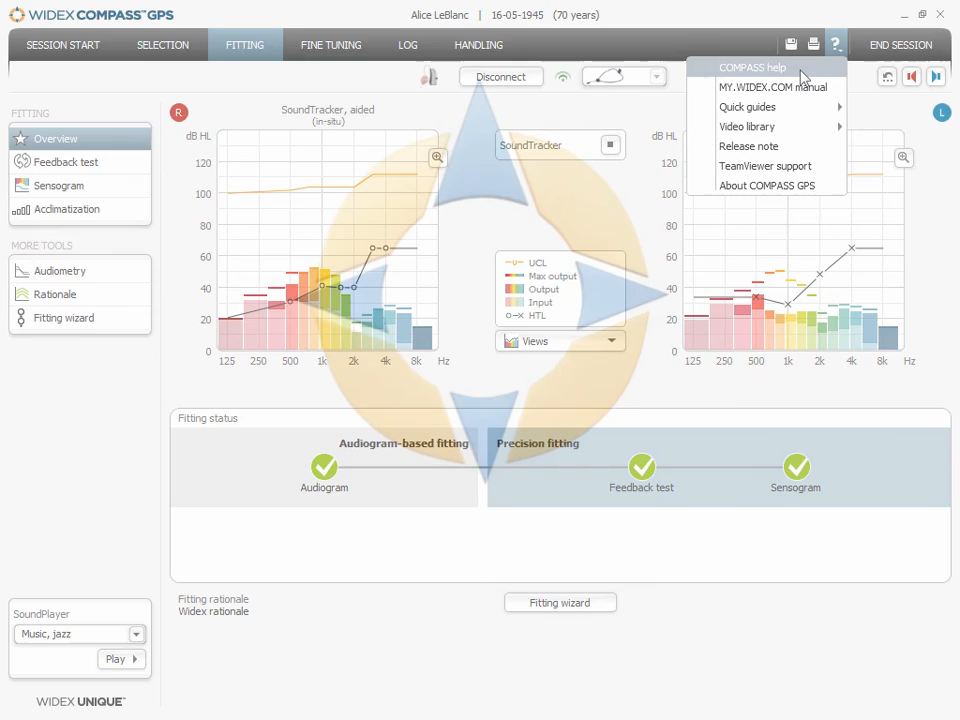 WIDEX COMPASS™ GPS
Alice LeBlanc | 16-05-1945 (70 years)
SESSION START
SELECTION
FITTING
FINE TUNING
LOG
HANDLING
?
END SESSION
COMPASS help
MY.WIDEX.COM manual
Quick guides
Video library
Release note
TeamViewer support
About COMPASS GPS
Disconnect
FITTING
Overview
Feedback test
Sensogram
Acclimatization
MORE TOOLS
Audiometry
Rationale
Fitting wizard
R
SoundTracker, aided
(in-situ)
dB HL
120
100
80
60
40
20
0
125 250 500 1k 2k 4k 8k Hz
SoundTracker
UCL
Max output
Output
Input
HTL
Views
L
dB HL
120
100
80
60
40
20
0
125 250 500 1k 2k 4k 8k Hz
Fitting status
Audiogram-based fitting
Precision fitting
Audiogram
Feedback test
Sensogram
Fitting rationale
Widex rationale
Fitting wizard
SoundPlayer
Music, jazz
Play
WIDEX UNIQUE™